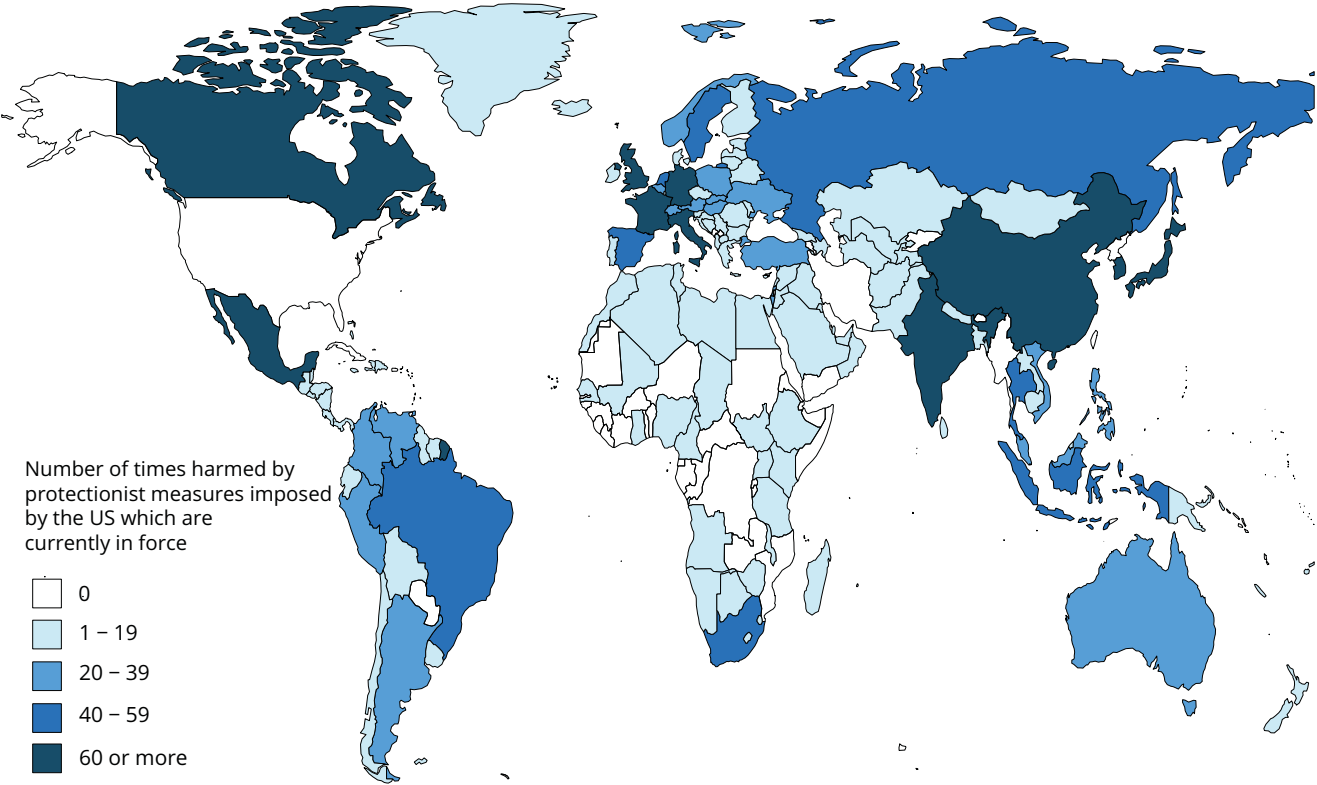 Number of times harmed by
protectionist measures imposed
by the US which are
currently in force
0
1 – 19
20 – 39
40 – 59
60 or more